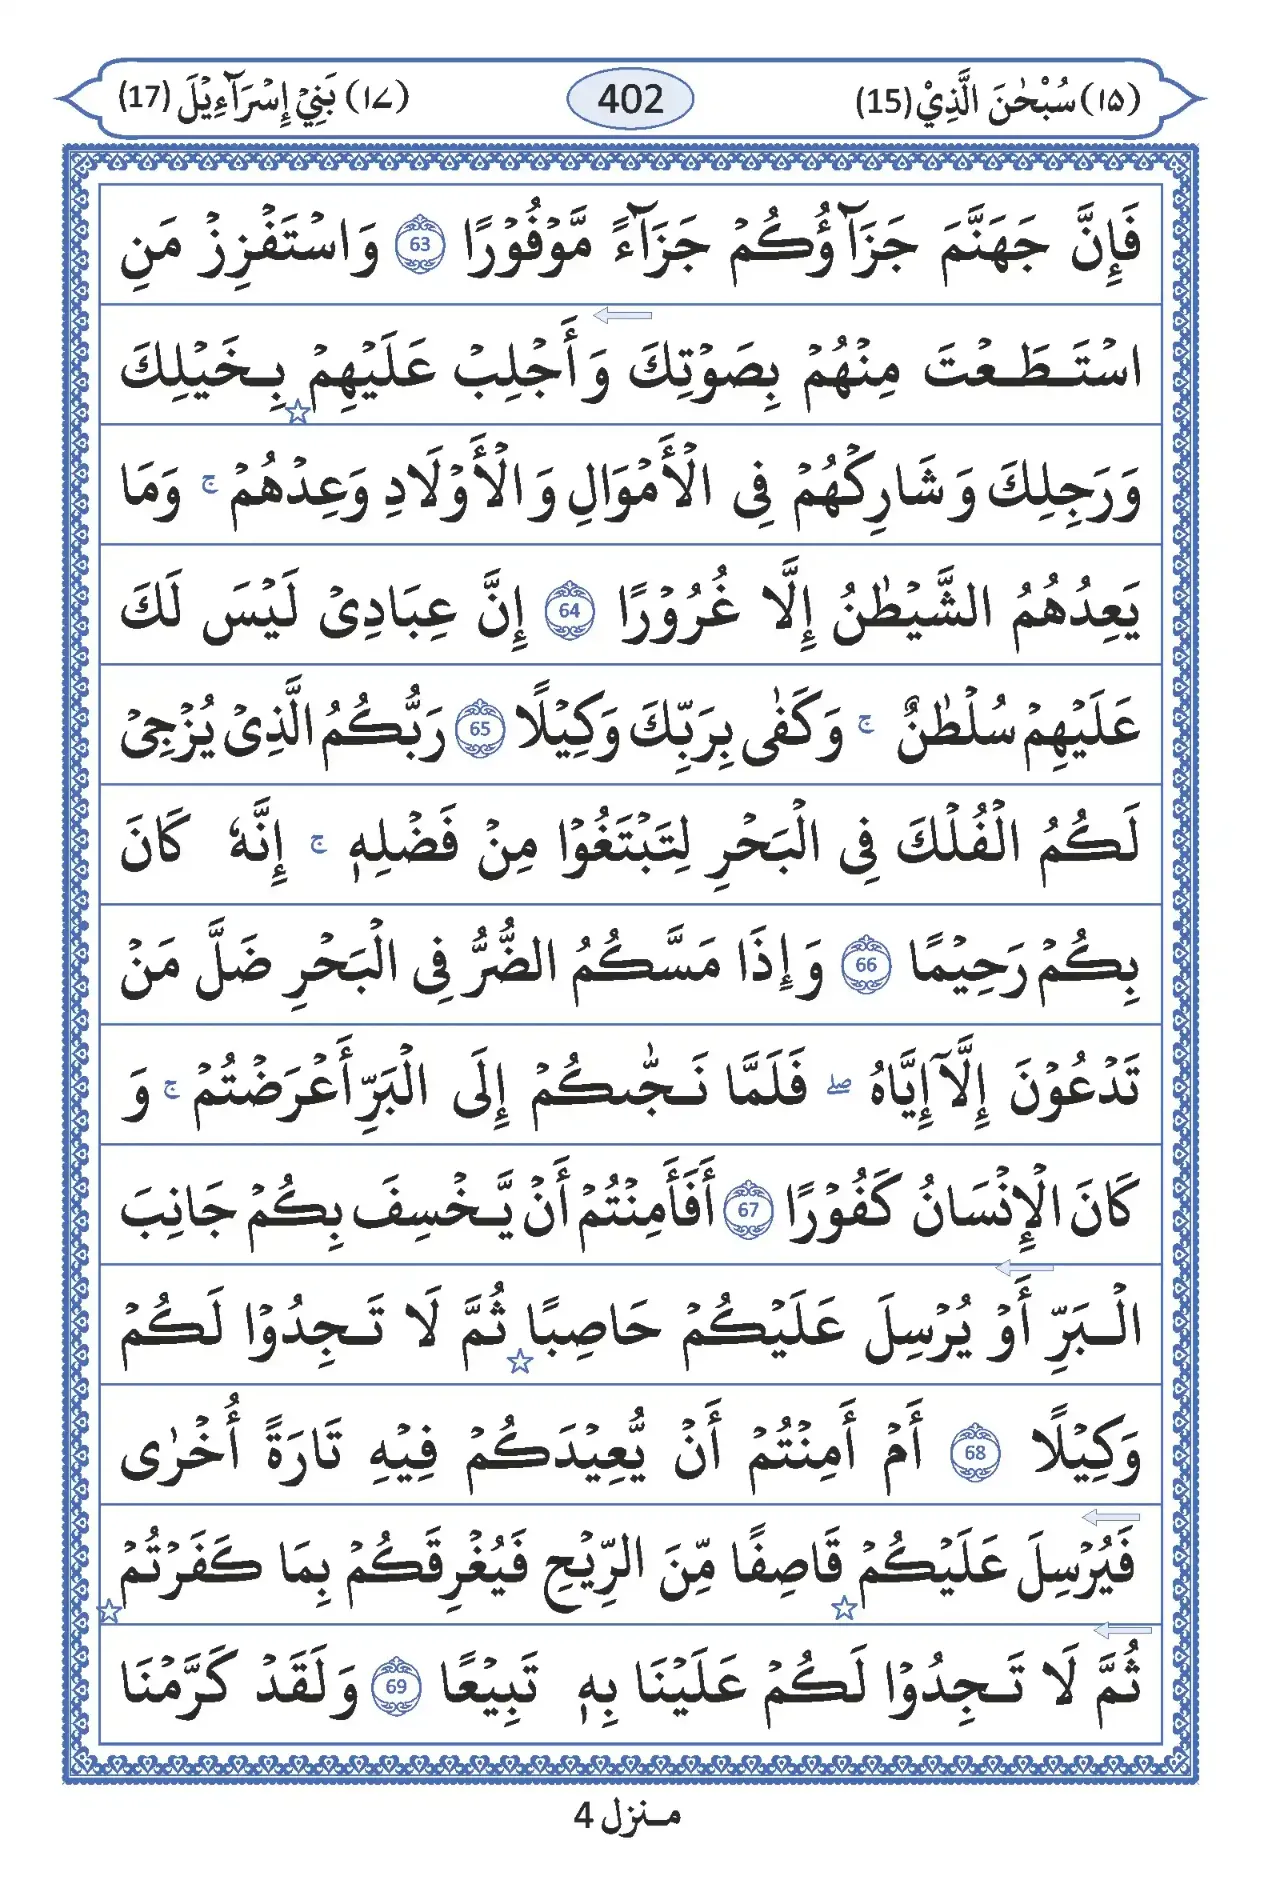 (۱۵) سُبْحٰنَ الَّذِيْ (15) 402 (۱۷) بَنِيْٓ إِسْرَآءِيْلَ (17)
فَإِنَّ جَهَنَّمَ جَزَآؤُكُمْ جَزَآءً مَّوْفُوْرًا 63 وَاسْتَفْزِزْ مَنِ
اسْتَطَعْتَ مِنْهُمْ بِصَوْتِكَ وَأَجْلِبْ عَلَيْهِمْ بِخَيْلِكَ
وَرَجِلِكَ وَشَارِكْهُمْ فِى الْأَمْوَالِ وَالْأَوْلَادِ وَعِدْهُمْ ۚ وَمَا
يَعِدُهُمُ الشَّيْطٰنُ إِلَّا غُرُوْرًا 64 إِنَّ عِبَادِىْ لَيْسَ لَكَ
عَلَيْهِمْ سُلْطٰنٌ ۚ وَكَفٰى بِرَبِّكَ وَكِيْلًا 65 رَبُّكُمُ الَّذِىْ يُزْجِىْ
لَكُمُ الْفُلْكَ فِى الْبَحْرِ لِتَبْتَغُوْا مِنْ فَضْلِهٖ ۚ إِنَّهٗ كَانَ
بِكُمْ رَحِيْمًا 66 وَإِذَا مَسَّكُمُ الضُّرُّ فِى الْبَحْرِ ضَلَّ مَنْ
تَدْعُوْنَ إِلَّآ إِيَّاهُ ۖ فَلَمَّا نَجّٰىكُمْ إِلَى الْبَرِّ أَعْرَضْتُمْ ۚ وَ
كَانَ الْإِنْسَانُ كَفُوْرًا 67 أَفَأَمِنْتُمْ أَنْ يَّخْسِفَ بِكُمْ جَانِبَ
الْبَرِّ أَوْ يُرْسِلَ عَلَيْكُمْ حَاصِبًا ثُمَّ لَا تَجِدُوْا لَكُمْ
وَكِيْلًا 68 أَمْ أَمِنْتُمْ أَنْ يُّعِيْدَكُمْ فِيْهِ تَارَةً أُخْرٰى
فَيُرْسِلَ عَلَيْكُمْ قَاصِفًا مِّنَ الرِّيْحِ فَيُغْرِقَكُمْ بِمَا كَفَرْتُمْ
ثُمَّ لَا تَجِدُوْا لَكُمْ عَلَيْنَا بِهٖ تَبِيْعًا 69 وَلَقَدْ كَرَّمْنَا
منزل 4